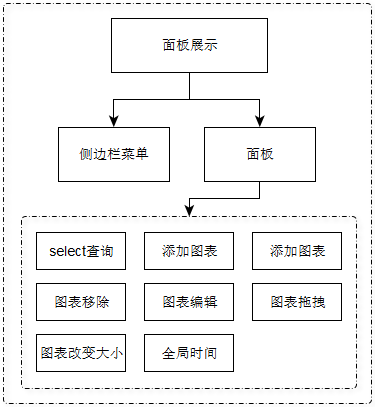 面板展示
侧边栏菜单
面板
select查询
添加图表
添加图表
图表移除
图表编辑
图表拖拽
图表改变大小
全局时间